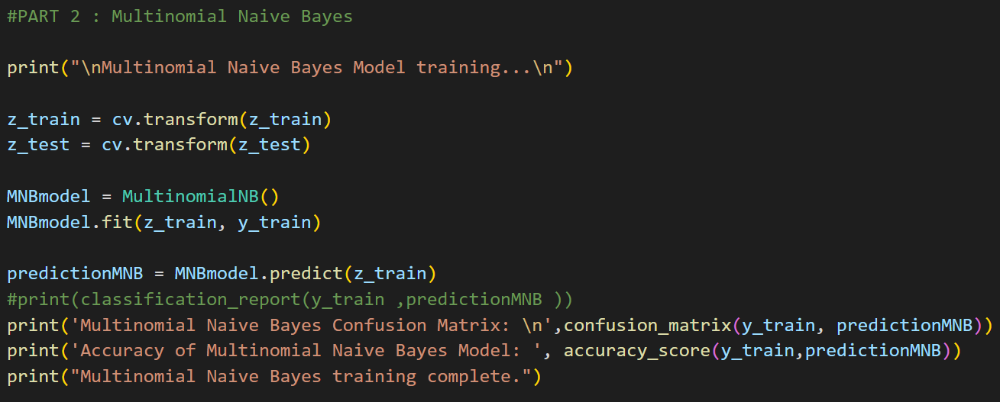 #PART 2 : Multinomial Naive Bayes
print("\nMultinomial Naive Bayes Model training...\n")
z_train = cv.transform(z_train)
z_test = cv.transform(z_test)
MNBmodel = MultinomialNB()
MNBmodel.fit(z_train, y_train)
predictionMNB = MNBmodel.predict(z_train)
#print(classification_report(y_train ,predictionMNB ))
print('Multinomial Naive Bayes Confusion Matrix: \n',confusion_matrix(y_train, predictionMNB))
print('Accuracy of Multinomial Naive Bayes Model: ', accuracy_score(y_train,predictionMNB))
print("Multinomial Naive Bayes training complete.")